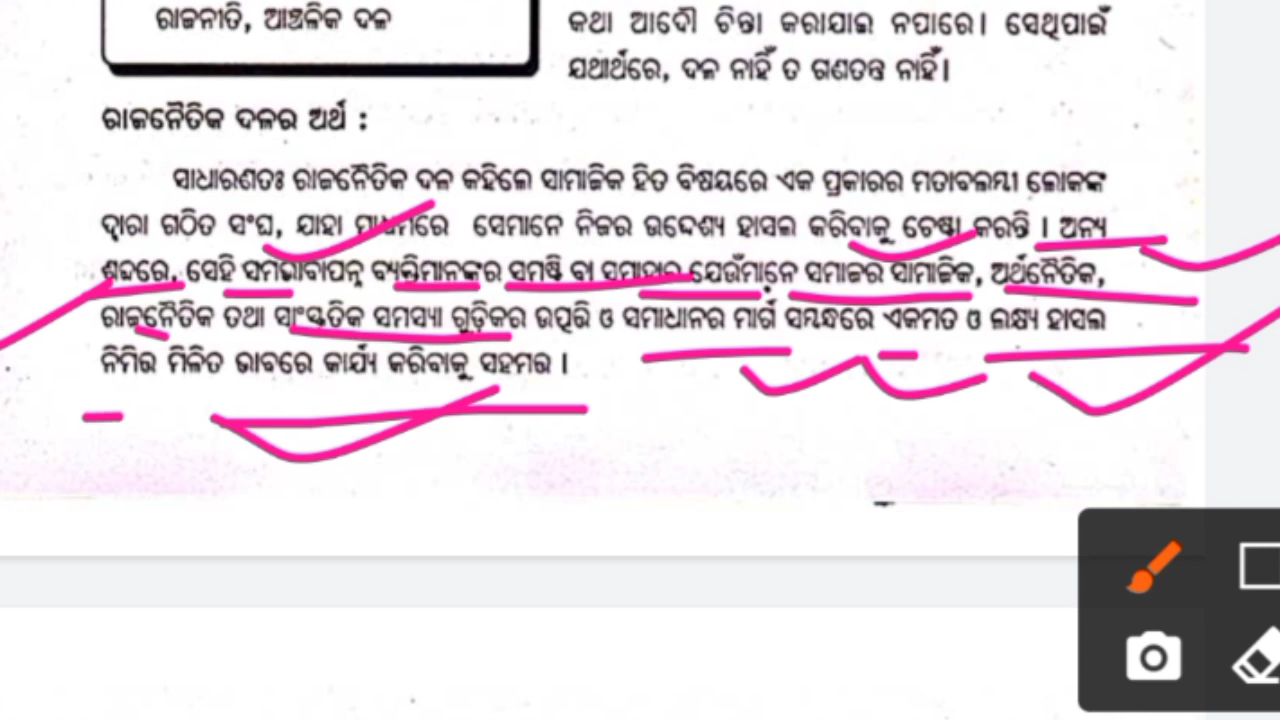 ରାଜନୀତି, ଆଞ୍ଚଳିକ ଦଳ
କଥା ଆଦୌ ଚିନ୍ତା କରାଯାଇ ନପାରେ। ସେଥିପାଇଁ
ଯଥାର୍ଥରେ, ଦଳ ନାହିଁ ତ ଗଣତନ୍ତ୍ର ନାହିଁ।
ରାଜନୈତିକ ଦଳର ଅର୍ଥ :
ସାଧାରଣତଃ ରାଜନୈତିକ ଦଳ କହିଲେ ସାମାଜିକ ହିତ ବିଷୟରେ ଏକ ପ୍ରକାରର ମତାବଲମ୍ବୀ ଲୋକଙ୍କ
ଦ୍ଵାରା ଗଠିତ ସଂଘ, ଯାହା ମାଧ୍ୟମରେ ସେମାନେ ନିଜର ଉଦ୍ଦେଶ୍ୟ ହାସଲ କରିବାକୁ ଚେଷ୍ଟା କରନ୍ତି । ଅନ୍ୟ
ଶବ୍ଦରେ, ସେହି ସମଭାବାପନ୍ନ ବ୍ୟକ୍ତିମାନଙ୍କର ସମଷ୍ଟି ବା ସମାହାର ଯେଉଁମାନେ ସମାଜର ସାମାଜିକ, ଅର୍ଥନୈତିକ,
ରାଜନୈତିକ ତଥା ସାଂସ୍କୃତିକ ସମସ୍ୟା ଗୁଡ଼ିକର ଉତ୍ପତ୍ତି ଓ ସମାଧାନର ମାର୍ଗ ସମ୍ବନ୍ଧରେ ଏକମତ ଓ ଲକ୍ଷ୍ୟ ହାସଲ
ନିମିତ୍ତ ମିଳିତ ଭାବରେ କାର୍ଯ୍ୟ କରିବାକୁ ସହମତ ।